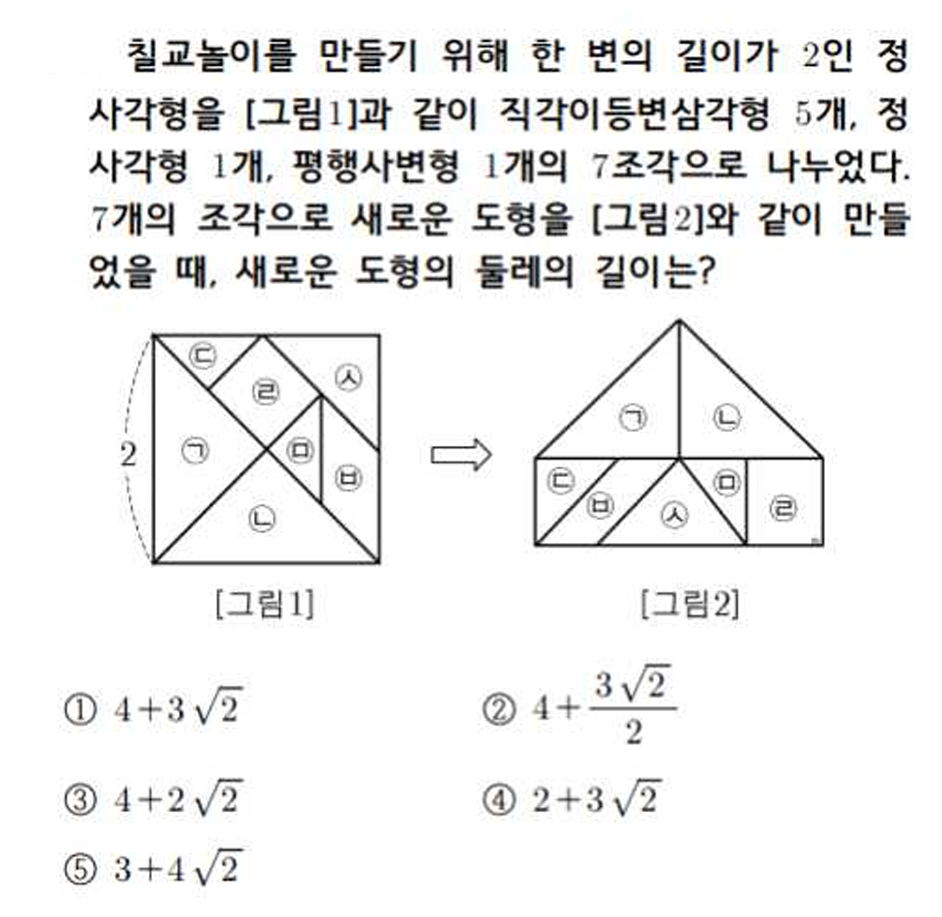 칠교놀이를 만들기 위해 한 변의 길이가 2인 정
사각형을 [그림1]과 같이 직각이등변삼각형 5개, 정
사각형 1개, 평행사변형 1개의 7조각으로 나누었다.
7개의 조각으로 새로운 도형을 [그림2]와 같이 만들
었을 때, 새로운 도형의 둘레의 길이는?
㉢ ㉣ ㉦
2 ㉠ ㉤ ㉥
㉡
㉠ ㉡
㉢ ㉥ ㉦ ㉤ ㉣
[그림1] [그림2]
① 4+3√2 ② 4+3√2/2
③ 4+2√2 ④ 2+3√2
⑤ 3+4√2